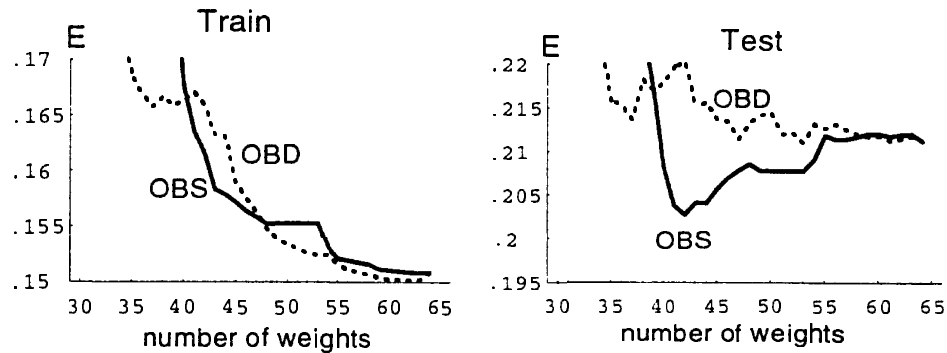 Train
E
.17
.165
.16
.155
.15
OBD
OBS
30 35 40 45 50 55 60 65
number of weights
Test
E
.22
.215
.21
.205
.2
.195
OBD
OBS
30 35 40 45 50 55 60 65
number of weights